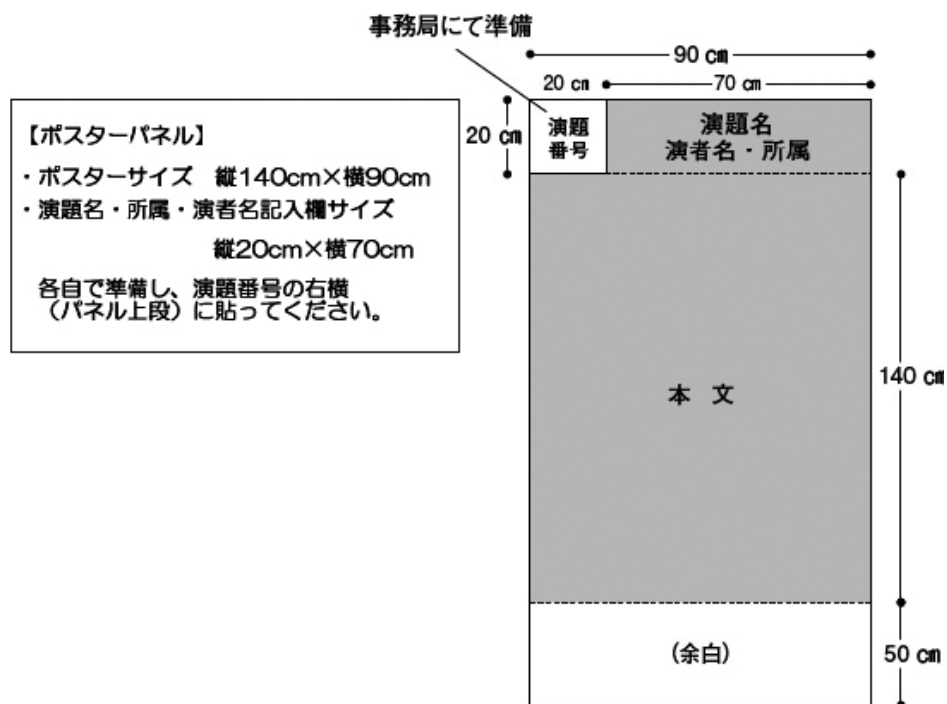 事務局にて準備
90 cm
20 cm
70 cm
20 cm
演題
番号
演題名
演者名・所属
【ポスターパネル】
・ポスターサイズ 縦140cm×横90cm
・演題名・所属・演者名記入欄サイズ
縦20cm×横70cm
各自で準備し、演題番号の右横
(パネル上段)に貼ってください。
本 文
140 cm
(余白)
50 cm